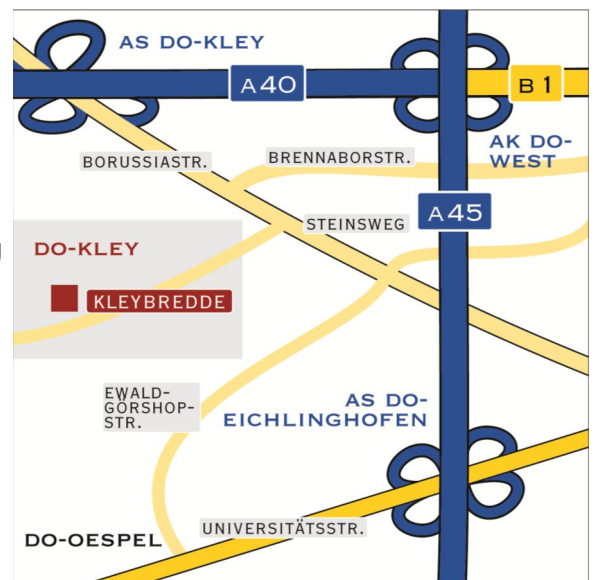 AS DO-KLEY
A40
B 1
AK DO-
WEST
BORUSSIASTR.
BRENNABORSTR.
A45
STEINSWEG
DO-KLEY
KLEYBREDDE
EWALD-
GÖRSHOP-
STR.
AS DO-
EICHLINGHOFEN
UNIVERSITÄTSSTR.
DO-OESPEL